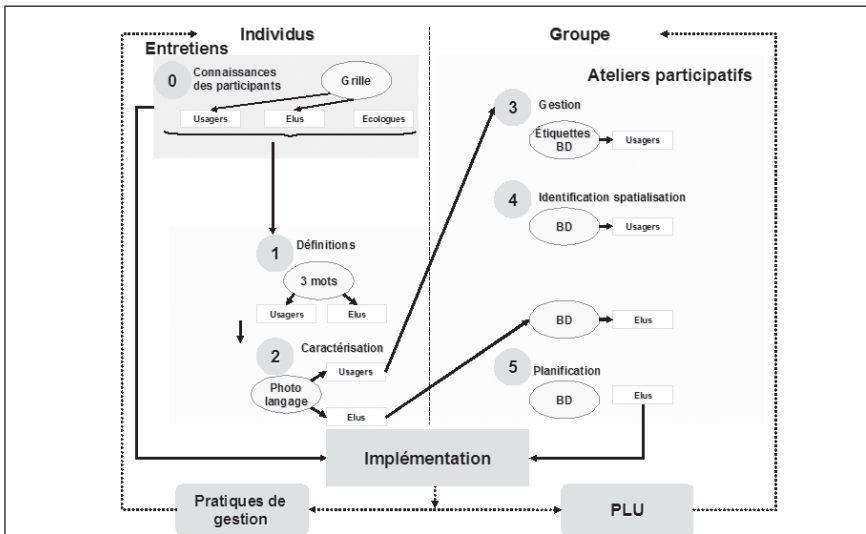 Individus
Groupe
Entretiens
0
Connaissances
des participants
Grille
Usagers
Elus
Ecologues
1
Définitions
3 mots
Usagers
Elus
2
Caractérisation
Photo
langage
Usagers
Elus
Ateliers participatifs
3
Gestion
Étiquettes
BD
Usagers
4
Identification spatialisation
BD
Usagers
BD
Elus
5
Planification
BD
Elus
Implémentation
Pratiques de
gestion
PLU